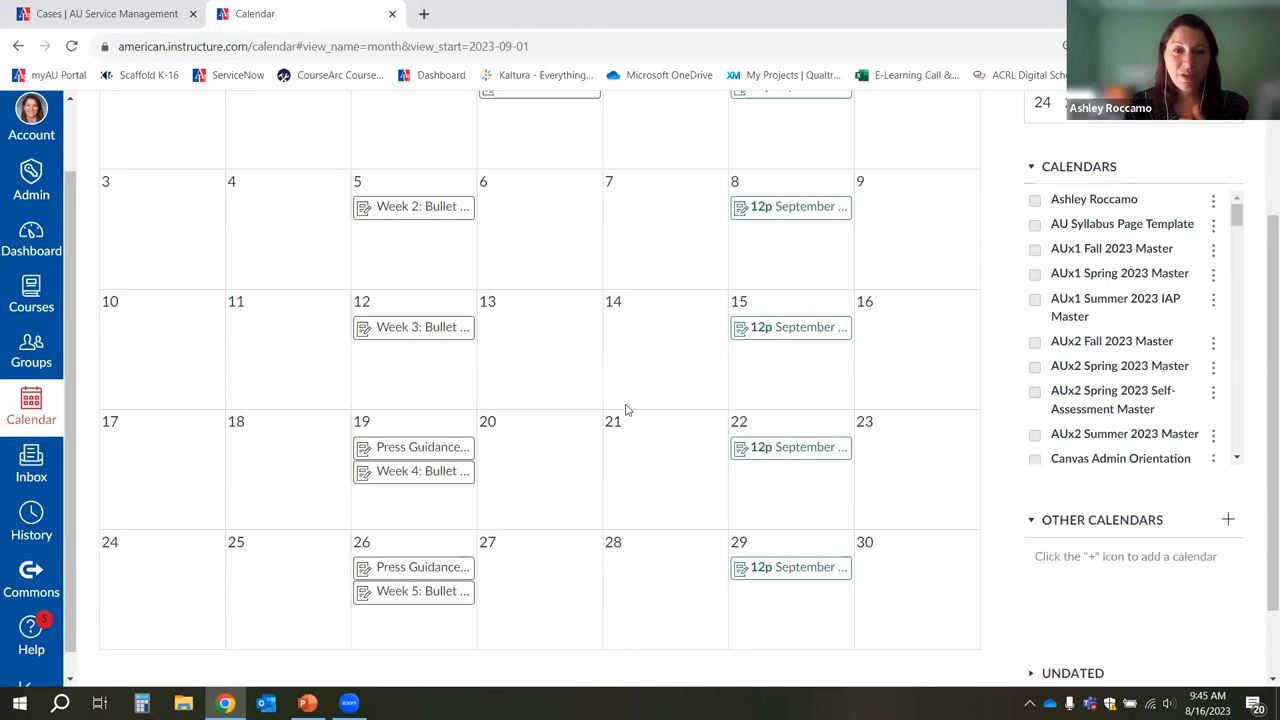 Cases | AU Service Management
Calendar
american.instructure.com/calendar#view_name=month&view_start=2023-09-01
myAU Portal
Scaffold K-16
ServiceNow
CourseArc Course...
Dashboard
Kaltura - Everything...
Microsoft OneDrive
My Projects | Qualtr...
E-Learning Call &...
ACRL Digital Sch
Ashley Roccamo
Account
Admin
Dashboard
Courses
Groups
Calendar
Inbox
History
Commons
5
Help
3 4 5 6 7 8 9
Week 2: Bullet ...
12p September ...
10 11 12 13 14 15 16
Week 3: Bullet ...
12p September ...
17 18 19 20 21 22 23
Press Guidance...
12p September ...
Week 4: Bullet ...
24 25 26 27 28 29 30
Press Guidance...
12p September ...
Week 5: Bullet ...
24
CALENDARS
Ashley Roccamo
AU Syllabus Page Template
AUx1 Fall 2023 Master
AUx1 Spring 2023 Master
AUx1 Summer 2023 IAP
Master
AUx2 Fall 2023 Master
AUx2 Spring 2023 Master
AUx2 Spring 2023 Self-
Assessment Master
AUx2 Summer 2023 Master
Canvas Admin Orientation
OTHER CALENDARS
Click the "+" icon to add a calendar
UNDATED
zoom
9:45 AM
8/16/2023
20